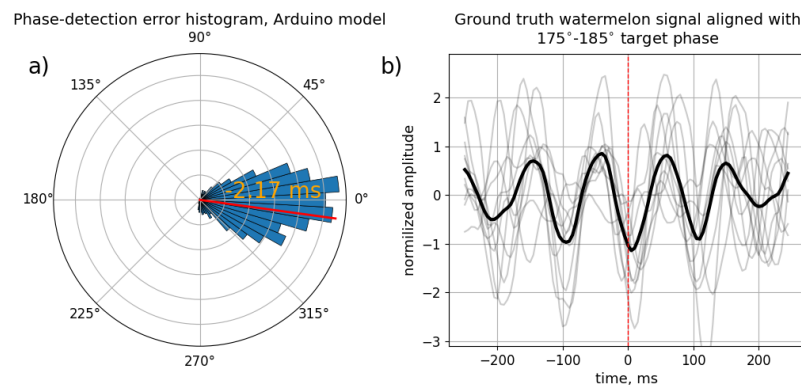 Phase-detection error histogram, Arduino model
a)
90°
135°
45°
-2.17 ms
180°
0°
225°
315°
270°
Ground truth watermelon signal aligned with
175°-185° target phase
b)
normilized amplitude
2
1
0
−1
−2
−3
−200 −100 0 100 200
time, ms